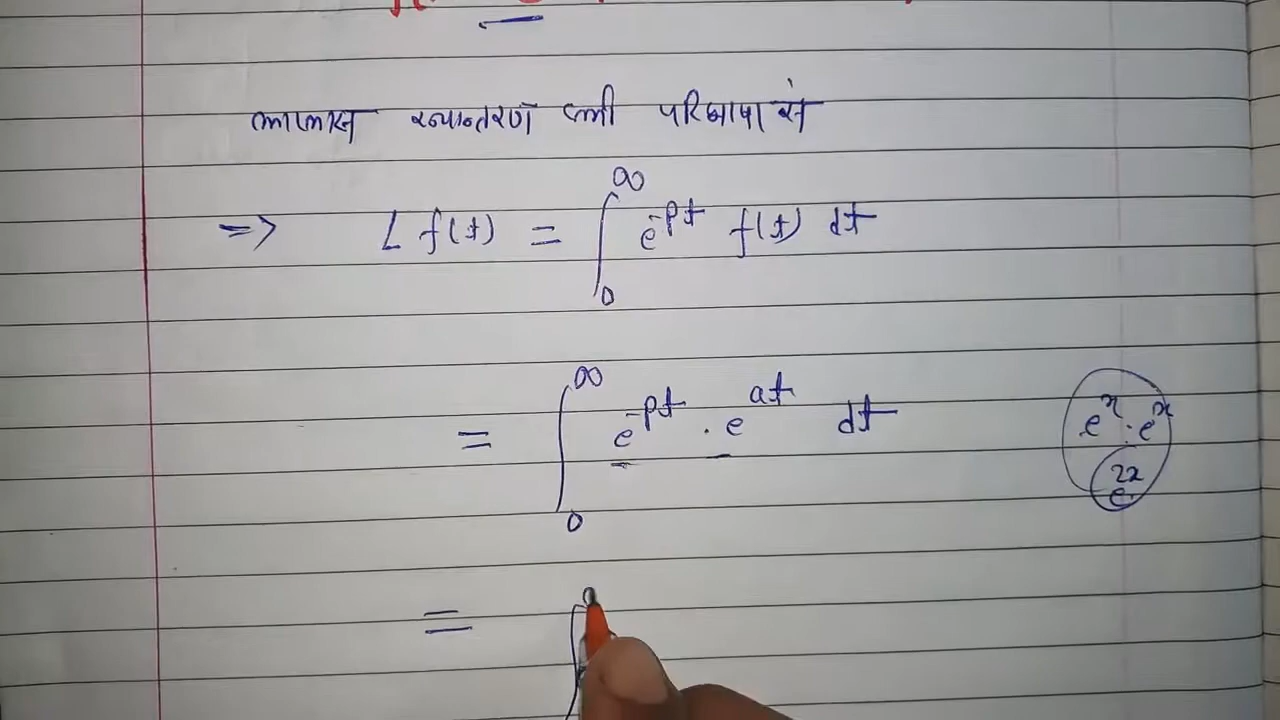 लाप्लास रूपान्तरण की परिभाषा से
=> L f(t) = ∫₀^∞ e^{-pt} f(t) dt
= ∫₀^∞ e^{-pt} . e^{at} dt
e^x . e^x
e^{2x}
= ∫